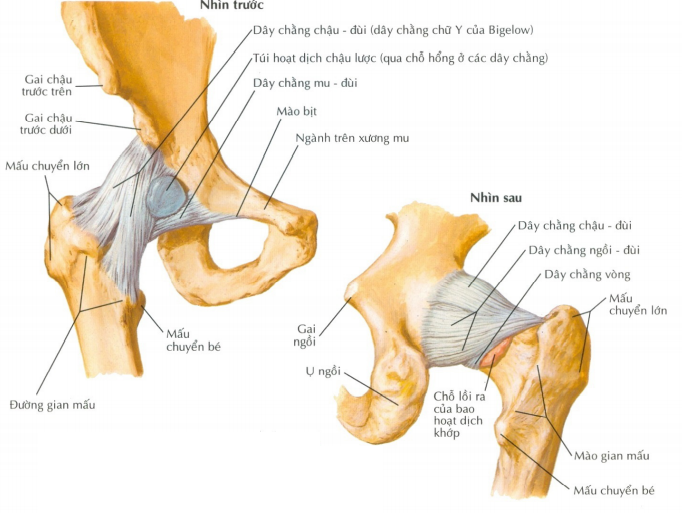 Nhìn trước
Dây chằng chậu - đùi (dây chằng chữ Y của Bigelow)
Túi hoạt dịch chậu lược (qua chỗ hổng ở các dây chằng)
Dây chằng mu - đùi
Mào bịt
Ngành trên xương mu
Gai chậu
trước trên
Gai chậu
trước dưới
Mấu chuyển lớn
Mấu
chuyển bé
Đường gian mấu
Nhìn sau
Dây chằng chậu - đùi
Dây chằng ngồi - đùi
Dây chằng vòng
Mấu
chuyển lớn
Gai
ngồi
Ụ ngồi
Chỗ lồi ra
của bao
hoạt dịch
khớp
Mào gian mấu
Mấu chuyển bé